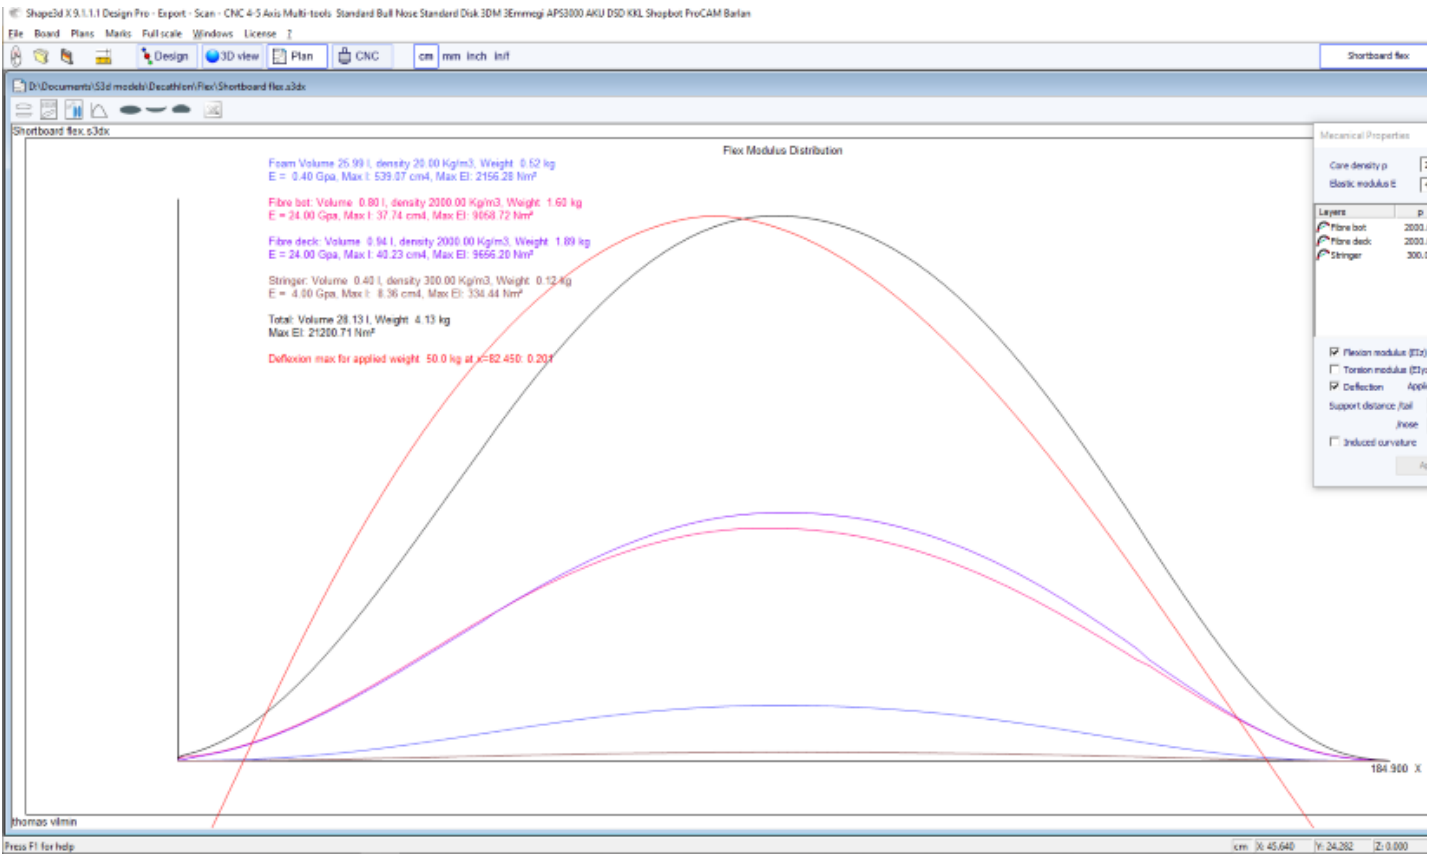 Shape3d X 9.1.1.1 Design Pro - Export - Scan - CNC 4-5 Axis Multi-tools Standard Bull Nose Standard Disk 3DM 3Emmegi APS3000 AKU DSD KKL Shopbot ProCAM Barlan
File Board Plans Marks Full scale Windows License ?
Design 3D view Plan CNC cm mm inch in/f Shortboard flex
D:\Documents\S3d models\Decathlon\Flex\Shortboard flex.s3dx
Shortboard flex.s3dx
Mecanical Properties
Flex Modulus Distribution
Foam Volume 25.99 l, density 20.00 Kg/m3, Weight 0.52 kg
E = 0.40 Gpa, Max I: 539.07 cm4, Max EI: 2156.28 Nm²
Fibre bot: Volume 0.80 l, density 2000.00 Kg/m3, Weight 1.60 kg
E = 24.00 Gpa, Max I: 37.74 cm4, Max EI: 9058.72 Nm²
Fibre deck: Volume 0.94 l, density 2000.00 Kg/m3, Weight 1.89 kg
E = 24.00 Gpa, Max I: 40.23 cm4, Max EI: 9656.20 Nm²
Stringer: Volume 0.40 l, density 300.00 Kg/m3, Weight 0.12 kg
E = 4.00 Gpa, Max I: 8.36 cm4, Max EI: 334.44 Nm²
Total: Volume 28.13 l, Weight 4.13 kg
Max EI: 21200.71 Nm²
Deflexion max for applied weight 50.0 kg at x=82.450: 0.201
Core density ρ
Elastic modulus E
Layers ρ
Fibre bot 2000.
Fibre deck 2000.
Stringer 300.0
Flexion modulus (EIz)
Torsion modulus (EIy
Deflection Appl
Support distance /tail
/nose
Induced curvature
184.900 X
thomas vilmin
Press F1 for help
cm X: 45.640 Y: 24.282 Z: 0.000